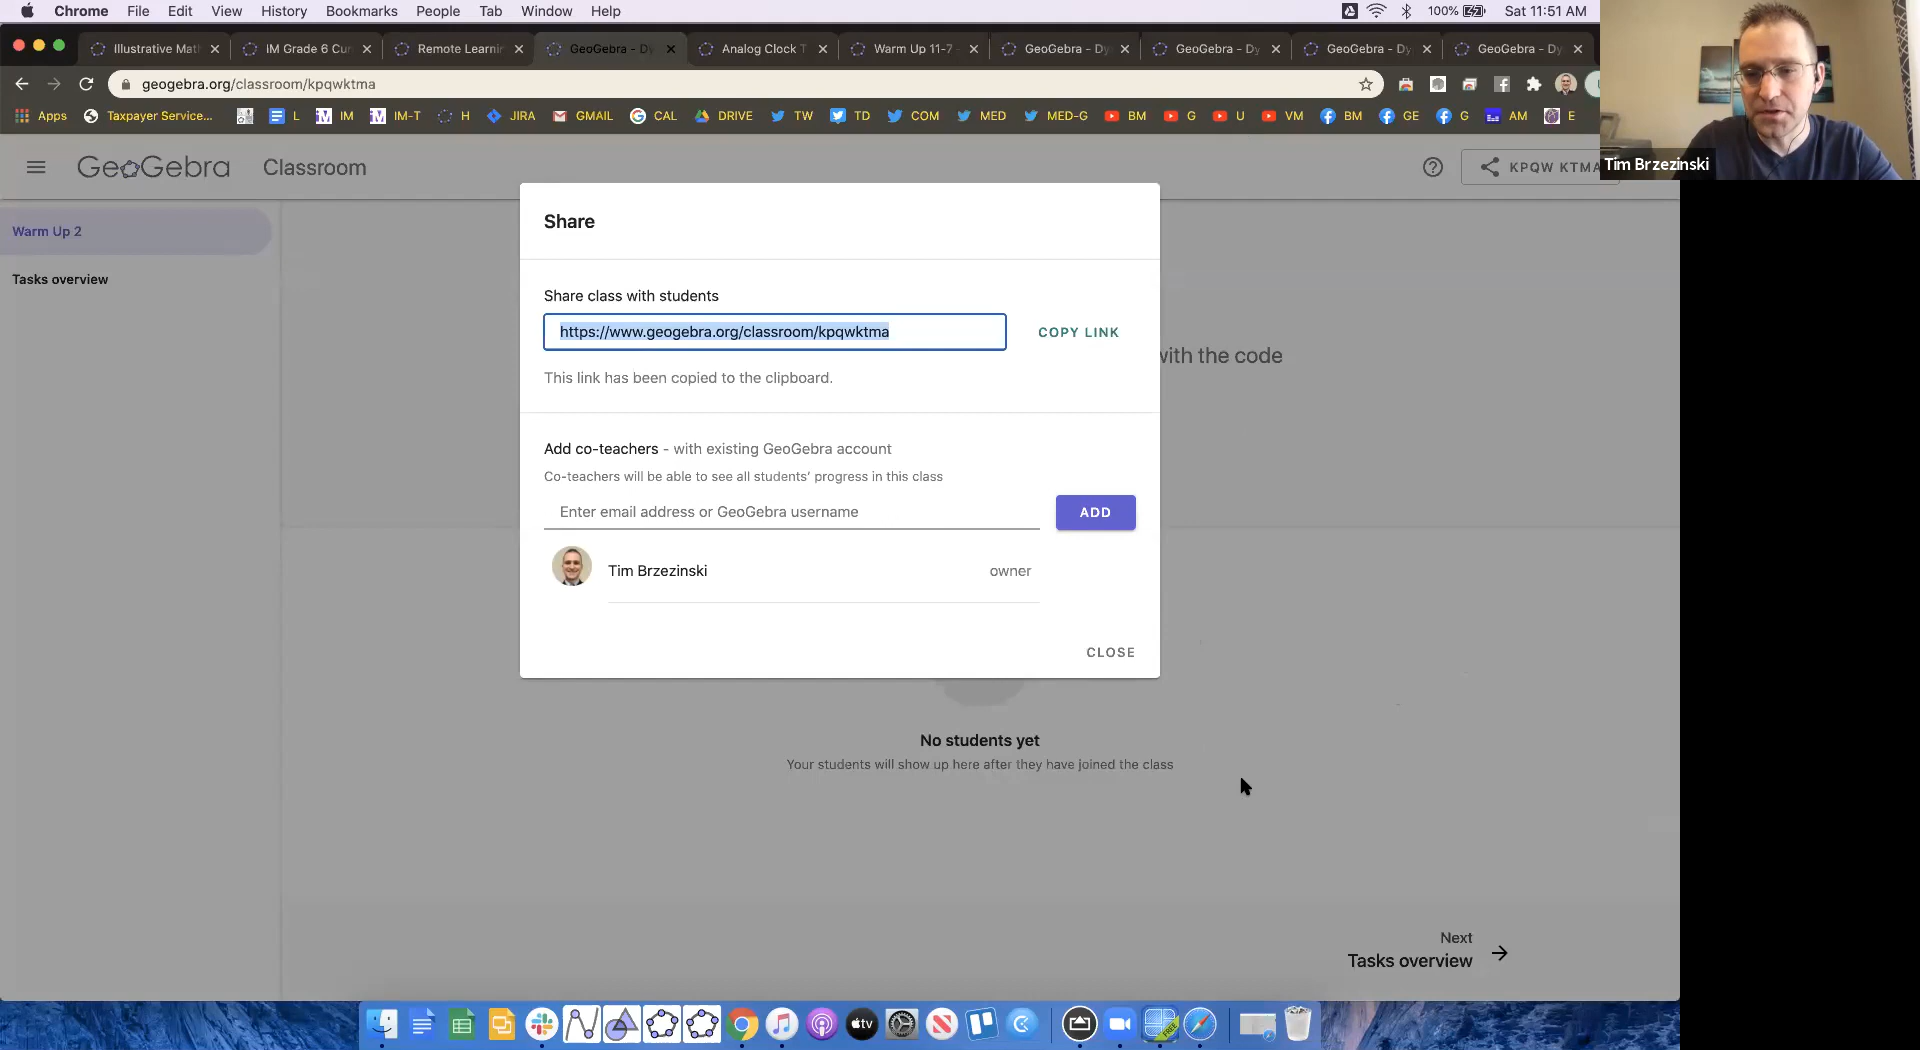 Chrome File Edit View History Bookmarks People Tab Window Help 100% Sat 11:51 AM
Illustrative Mat IM Grade 6 Cur Remote Learnin GeoGebra - Dy Analog Clock T Warm Up 11-7 - GeoGebra - Dy GeoGebra - Dy GeoGebra - Dy GeoGebra - Dy
geogebra.org/classroom/kpqwktma
Apps Taxpayer Service... L IM IM-T H JIRA GMAIL CAL DRIVE TW TD COM MED MED-G BM G U VM BM GE G AM E
Tim Brzezinski
GeoGebra Classroom KPQW KTMA
Warm Up 2
Tasks overview
Share
Share class with students
https://www.geogebra.org/classroom/kpqwktma COPY LINK
with the code
This link has been copied to the clipboard.
Add co-teachers - with existing GeoGebra account
Co-teachers will be able to see all students' progress in this class
Enter email address or GeoGebra username ADD
Tim Brzezinski owner
CLOSE
No students yet
Your students will show up here after they have joined the class
Next
Tasks overview
tv
FREE